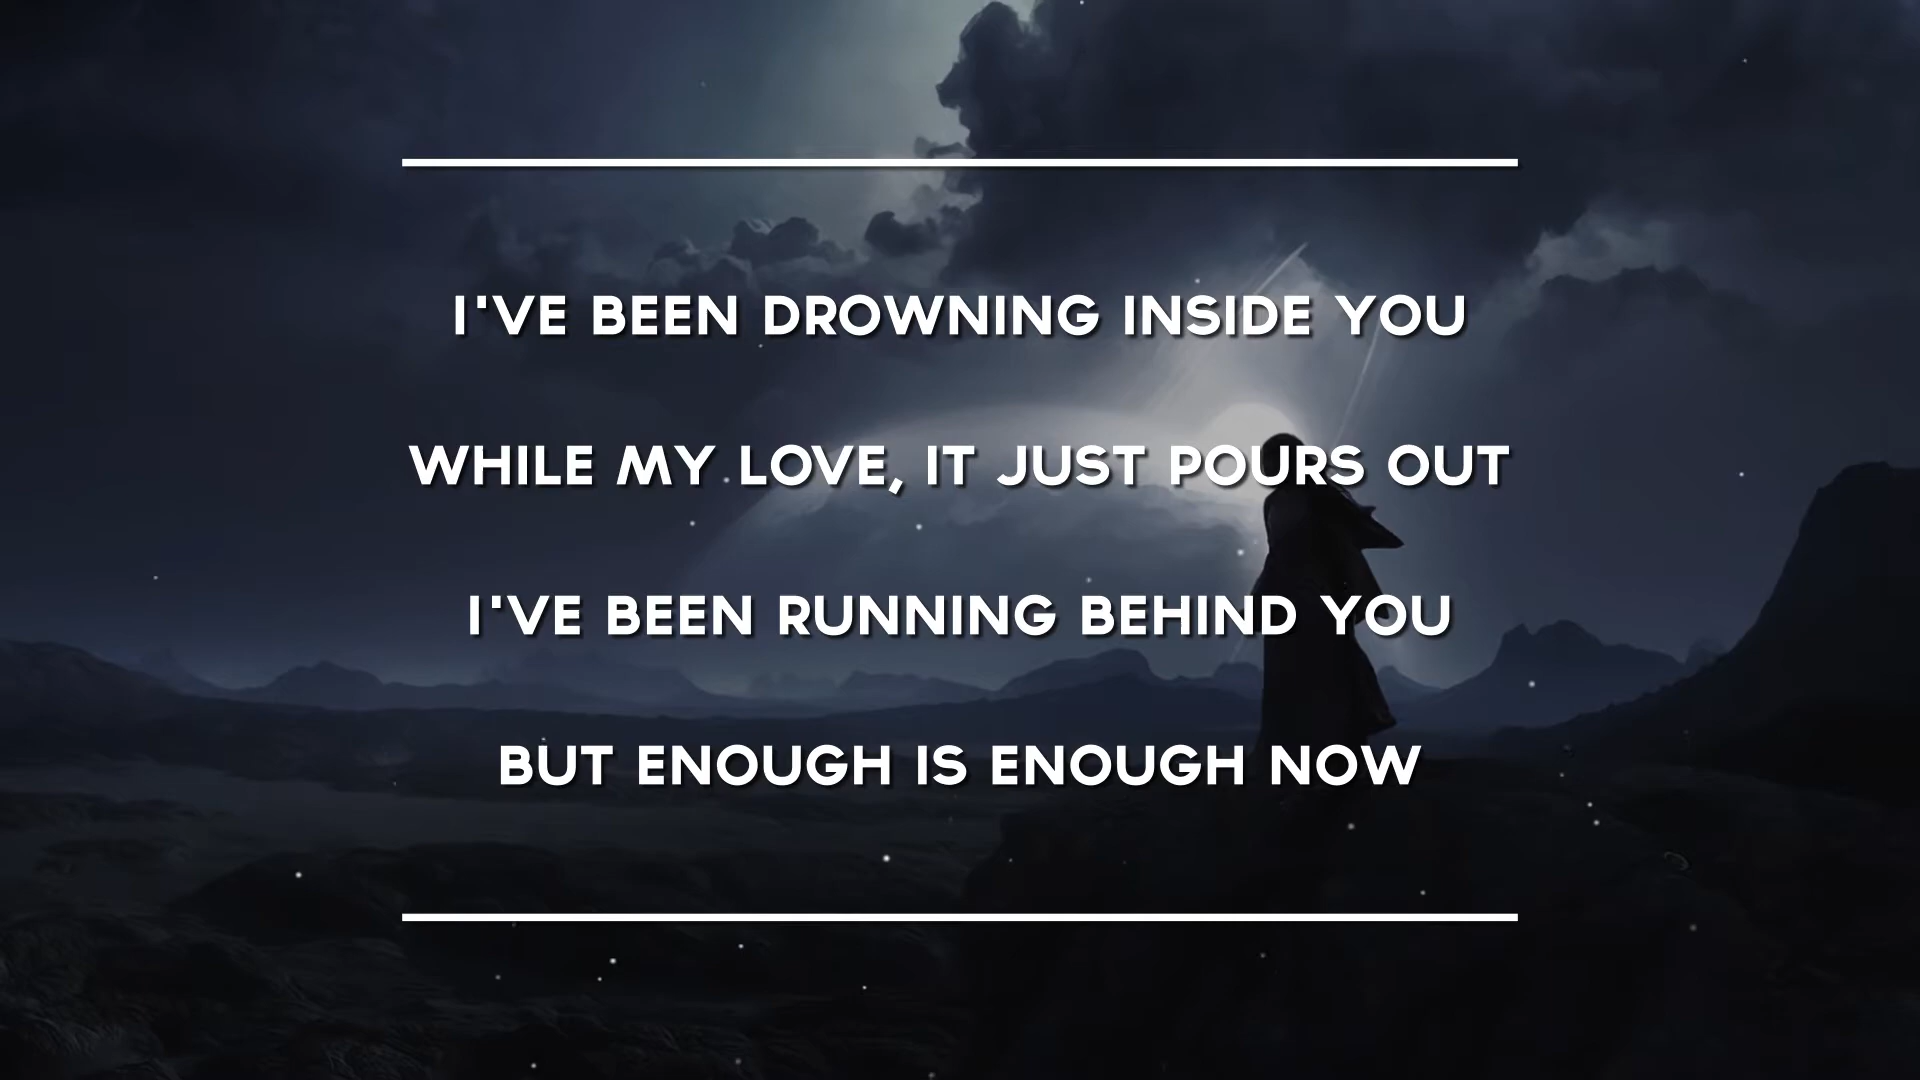 I'VE BEEN DROWNING INSIDE YOU
WHILE MY LOVE, IT JUST POURS OUT
I'VE BEEN RUNNING BEHIND YOU
BUT ENOUGH IS ENOUGH NOW